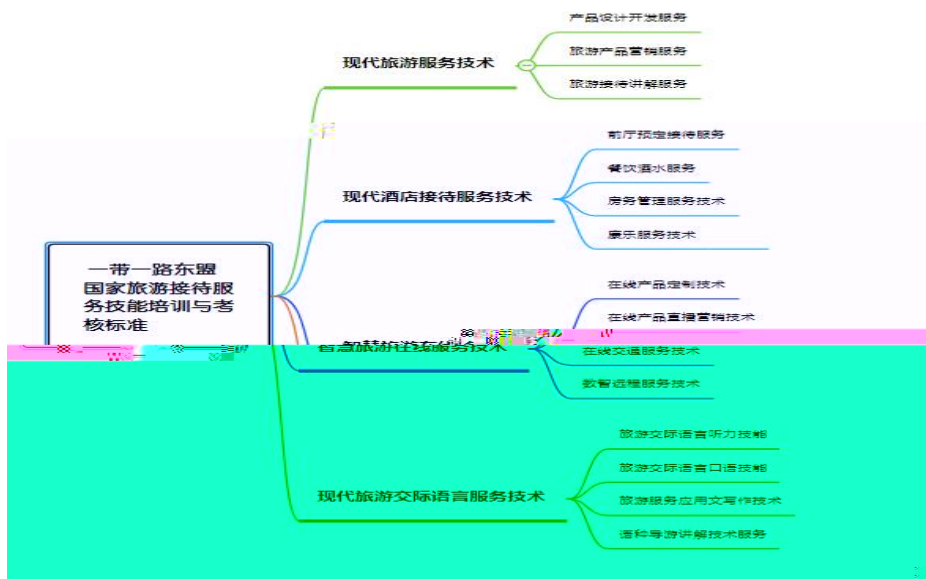 产品设计开发服务
现代旅游服务技术
旅游产品营销服务
旅游接待讲解服务
前厅预定接待服务
餐饮酒水服务
现代酒店接待服务技术
房务管理服务技术
康乐服务技术
一带一路东盟
国家旅游接待服
务技能培训与考
核标准
在线产品定制技术
在线产品直播营销技术
智慧旅游在线服务技术
在线交通服务技术
数智远程服务技术
旅游交际语言听力技能
旅游交际语言口语技能
现代旅游交际语言服务技术
旅游服务应用文写作技术
语种导游讲解技术服务